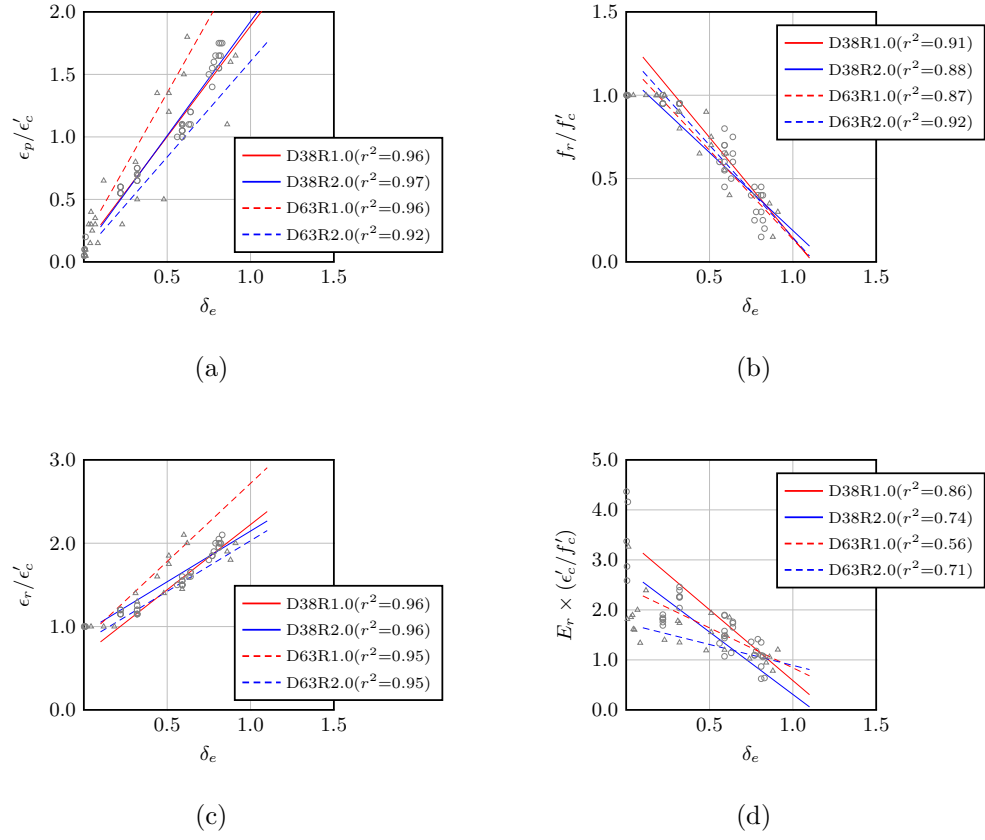 2.0
1.5
1.0
0.5
0.0
0.5
1.0
1.5
ϵp/ϵ′c
δe
D38R1.0(r²=0.96)
D38R2.0(r²=0.97)
D63R1.0(r²=0.96)
D63R2.0(r²=0.92)
(a)
1.5
1.0
0.5
0.0
0.5
1.0
1.5
fr/f′c
δe
D38R1.0(r²=0.91)
D38R2.0(r²=0.88)
D63R1.0(r²=0.87)
D63R2.0(r²=0.92)
(b)
3.0
2.0
1.0
0.0
0.5
1.0
1.5
ϵr/ϵ′c
δe
D38R1.0(r²=0.96)
D38R2.0(r²=0.96)
D63R1.0(r²=0.95)
D63R2.0(r²=0.95)
(c)
5.0
4.0
3.0
2.0
1.0
0.0
0.5
1.0
1.5
Er × (ϵ′c/f′c)
δe
D38R1.0(r²=0.86)
D38R2.0(r²=0.74)
D63R1.0(r²=0.56)
D63R2.0(r²=0.71)
(d)